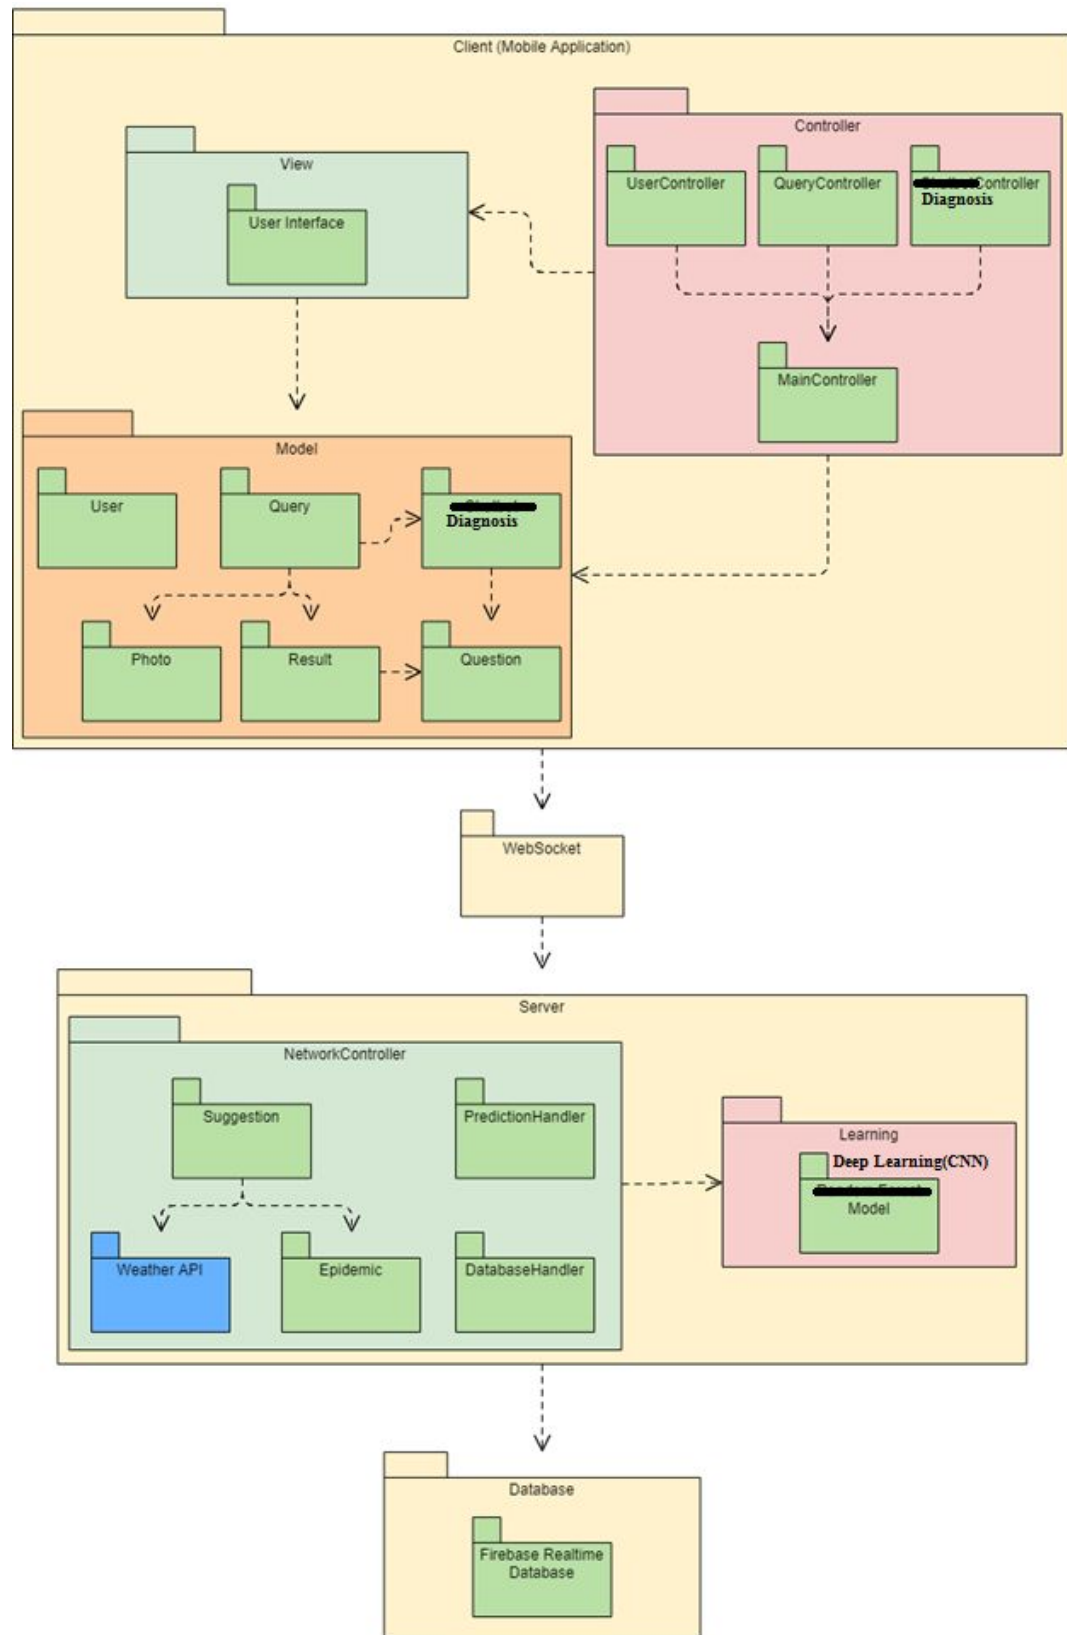 Client (Mobile Application)
Controller
View
UserController
QueryController
Controller
Diagnosis
User Interface
MainController
Model
User
Query
Diagnosis
Photo
Result
Question
WebSocket
Server
NetworkController
Suggestion
PredictionHandler
Learning
Deep Learning(CNN)
Model
Weather API
Epidemic
DatabaseHandler
Database
Firebase Realtime
Database